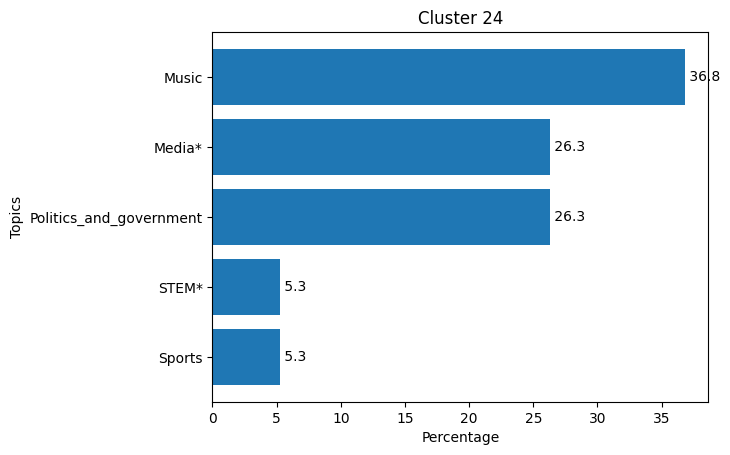 Cluster 24
Topics
Music 36.8
Media* 26.3
Politics_and_government 26.3
STEM* 5.3
Sports 5.3
0 5 10 15 20 25 30 35
Percentage